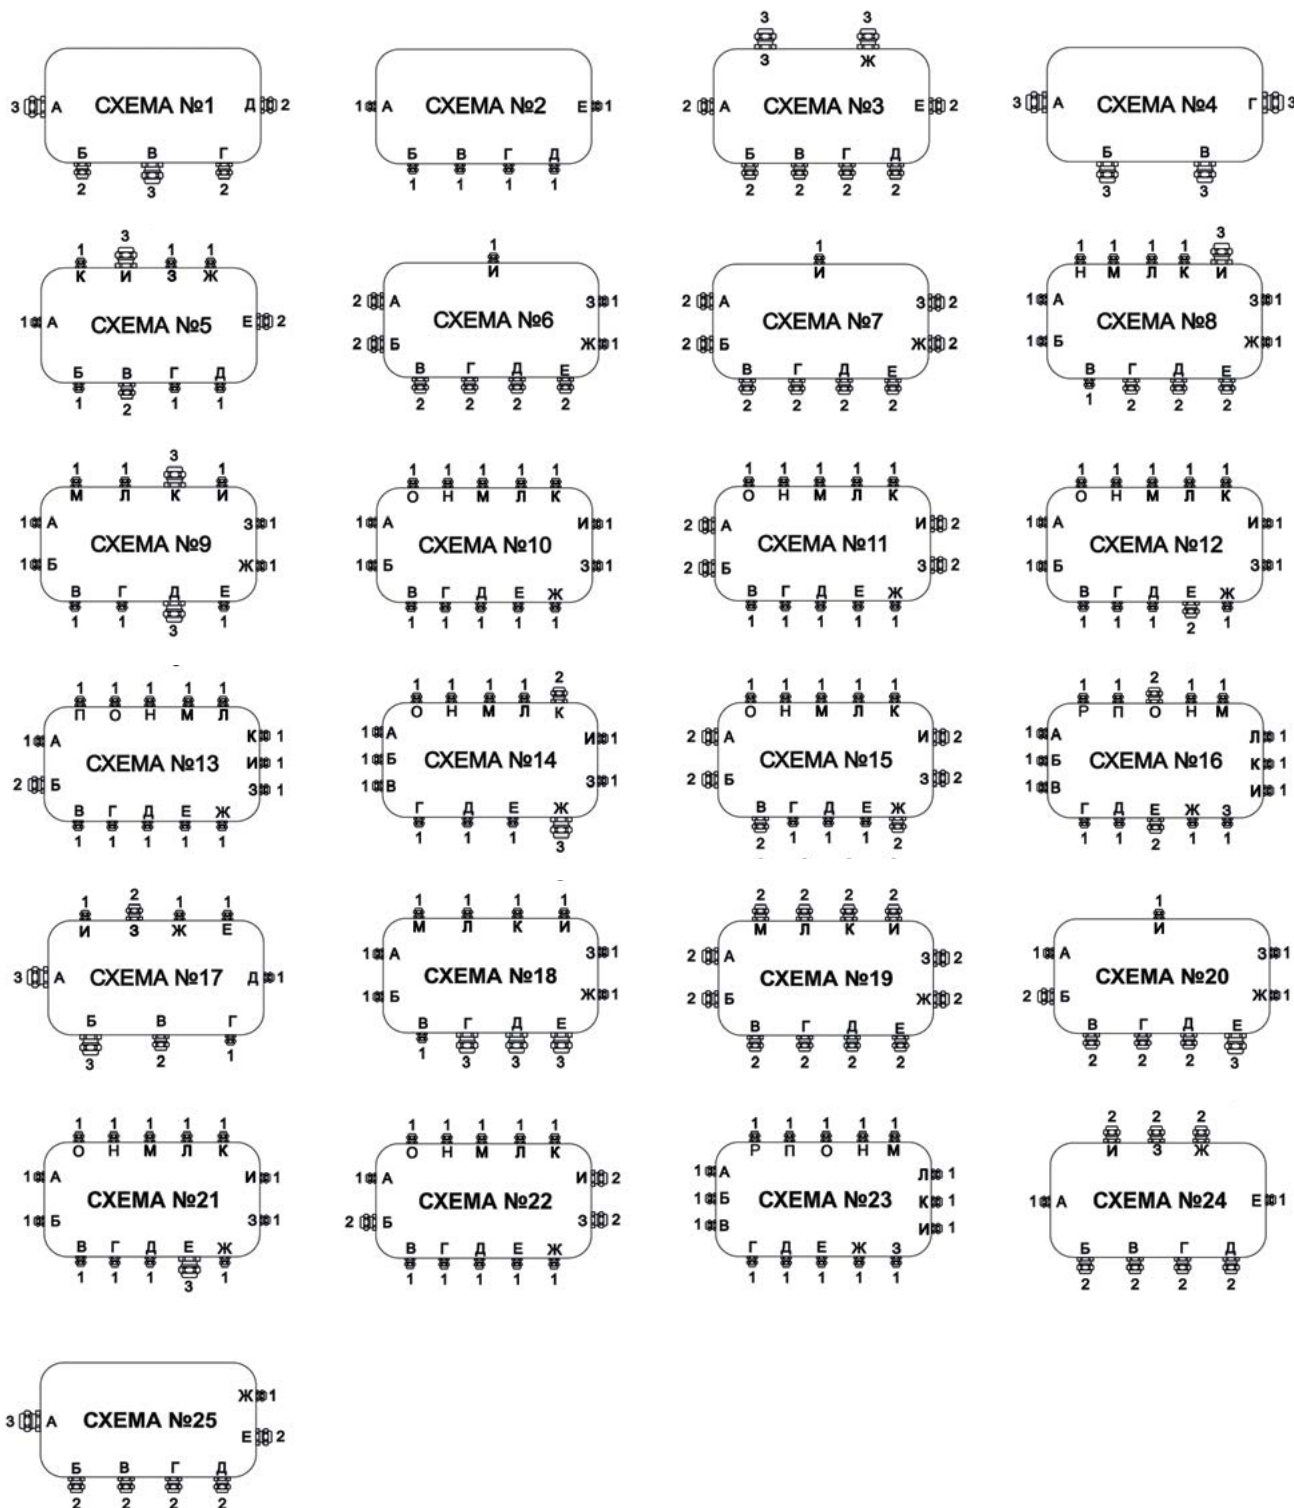 3 3
З Ж
3 А СХЕМА №1 Д 2
Б В Г
2 3 2
1 А СХЕМА №2 Е 1
Б В Г Д
1 1 1 1
2 А СХЕМА №3 Е 2
Б В Г Д
2 2 2 2
3 А СХЕМА №4 Г 3
Б В
3 3
1 3 1 1
К И З Ж
1 А СХЕМА №5 Е 2
Б В Г Д
1 2 1 1
1
И
2 А З 1
СХЕМА №6
2 Б Ж 1
В Г Д Е
2 2 2 2
1
И
2 А З 2
СХЕМА №7
2 Б Ж 2
В Г Д Е
2 2 2 2
1 1 1 1 3
Н М Л К И
1 А З 1
СХЕМА №8
1 Б Ж 1
В Г Д Е
1 2 2 2
1 1 3 1
М Л К И
1 А З 1
СХЕМА №9
1 Б Ж 1
В Г Д Е
1 1 3 1
1 1 1 1 1
О Н М Л К
1 А И 1
СХЕМА №10
1 Б З 1
В Г Д Е Ж
1 1 1 1 1
1 1 1 1 1
О Н М Л К
2 А И 2
СХЕМА №11
2 Б З 2
В Г Д Е Ж
1 1 1 1 1
1 1 1 1 1
О Н М Л К
1 А И 1
СХЕМА №12
1 Б З 1
В Г Д Е Ж
1 1 1 2 1
1 1 1 1 1
П О Н М Л
1 А К 1
СХЕМА №13 И 1
2 Б З 1
В Г Д Е Ж
1 1 1 1 1
1 1 1 1 2
О Н М Л К
1 А И 1
1 Б СХЕМА №14
1 В З 1
Г Д Е Ж
1 1 1 3
1 1 1 1 1
О Н М Л К
2 А И 2
СХЕМА №15
2 Б З 2
В Г Д Е Ж
2 1 1 1 2
1 1 2 1 1
Р П О Н М
1 А Л 1
1 Б СХЕМА №16 К 1
1 В И 1
Г Д Е Ж З
1 1 2 1 1
1 2 1 1
И З Ж Е
3 А СХЕМА №17 Д 1
Б В Г
3 2 1
1 1 1 1
М Л К И
1 А З 1
СХЕМА №18
1 Б Ж 1
В Г Д Е
1 3 3 3
2 2 2 2
М Л К И
2 А З 2
СХЕМА №19
2 Б Ж 2
В Г Д Е
2 2 2 2
1
И
1 А З 1
СХЕМА №20
2 Б Ж 1
В Г Д Е
2 2 2 3
1 1 1 1 1
О Н М Л К
1 А И 1
СХЕМА №21
1 Б З 1
В Г Д Е Ж
1 1 1 3 1
1 1 1 1 1
О Н М Л К
1 А И 2
СХЕМА №22
2 Б З 2
В Г Д Е Ж
1 1 1 1 1
1 1 1 1 1
Р П О Н М
1 А Л 1
1 Б СХЕМА №23 К 1
1 В И 1
Г Д Е Ж З
1 1 1 1 1
2 2 2
И З Ж
1 А СХЕМА №24 Е 1
Б В Г Д
2 2 2 2
Ж 1
3 А СХЕМА №25
Е 2
Б В Г Д
2 2 2 2